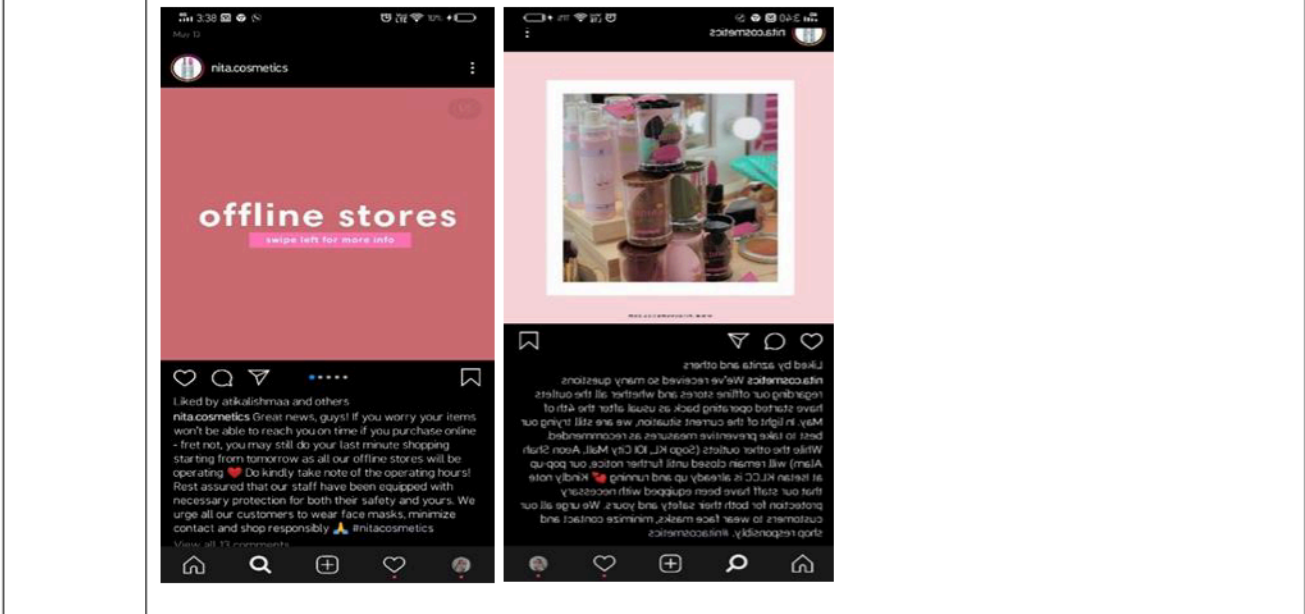 3:38
May 12
nita.cosmetics
offline stores
swipe left for more info
Liked by atikalishmaa and others
nita.cosmetics Great news, guys! If you worry your items
won't be able to reach you on time if you purchase online
- fret not, you may still do your last minute shopping
starting from tomorrow as all our offline stores will be
operating ❤️ Do kindly take note of the operating hours!
Rest assured that our staff have been equipped with
necessary protection for both their safety and yours. We
urge all our customers to wear face masks, minimize
contact and shop responsibly 🙏 #nitacosmetics
View all 13 comments
3:40
nita.cosmetics
Liked by aznita and others
nita.cosmetics We've received so many questions
regarding our offline stores and whether all the outlets
have started operating back as usual after the 4th of
May. In light of the current situation, we are still trying our
best to take preventive measures as recommended.
While the other outlets (Sogo KL, IOI City Mall, Aeon Shah
Alam) will remain closed until further notice, our pop-up
at Isetan KLCC is already up and running 💕 Kindly note
that our staff have been equipped with necessary
protection for both their safety and yours. We urge all our
customers to wear face masks, minimize contact and
shop responsibly. #nitacosmetics